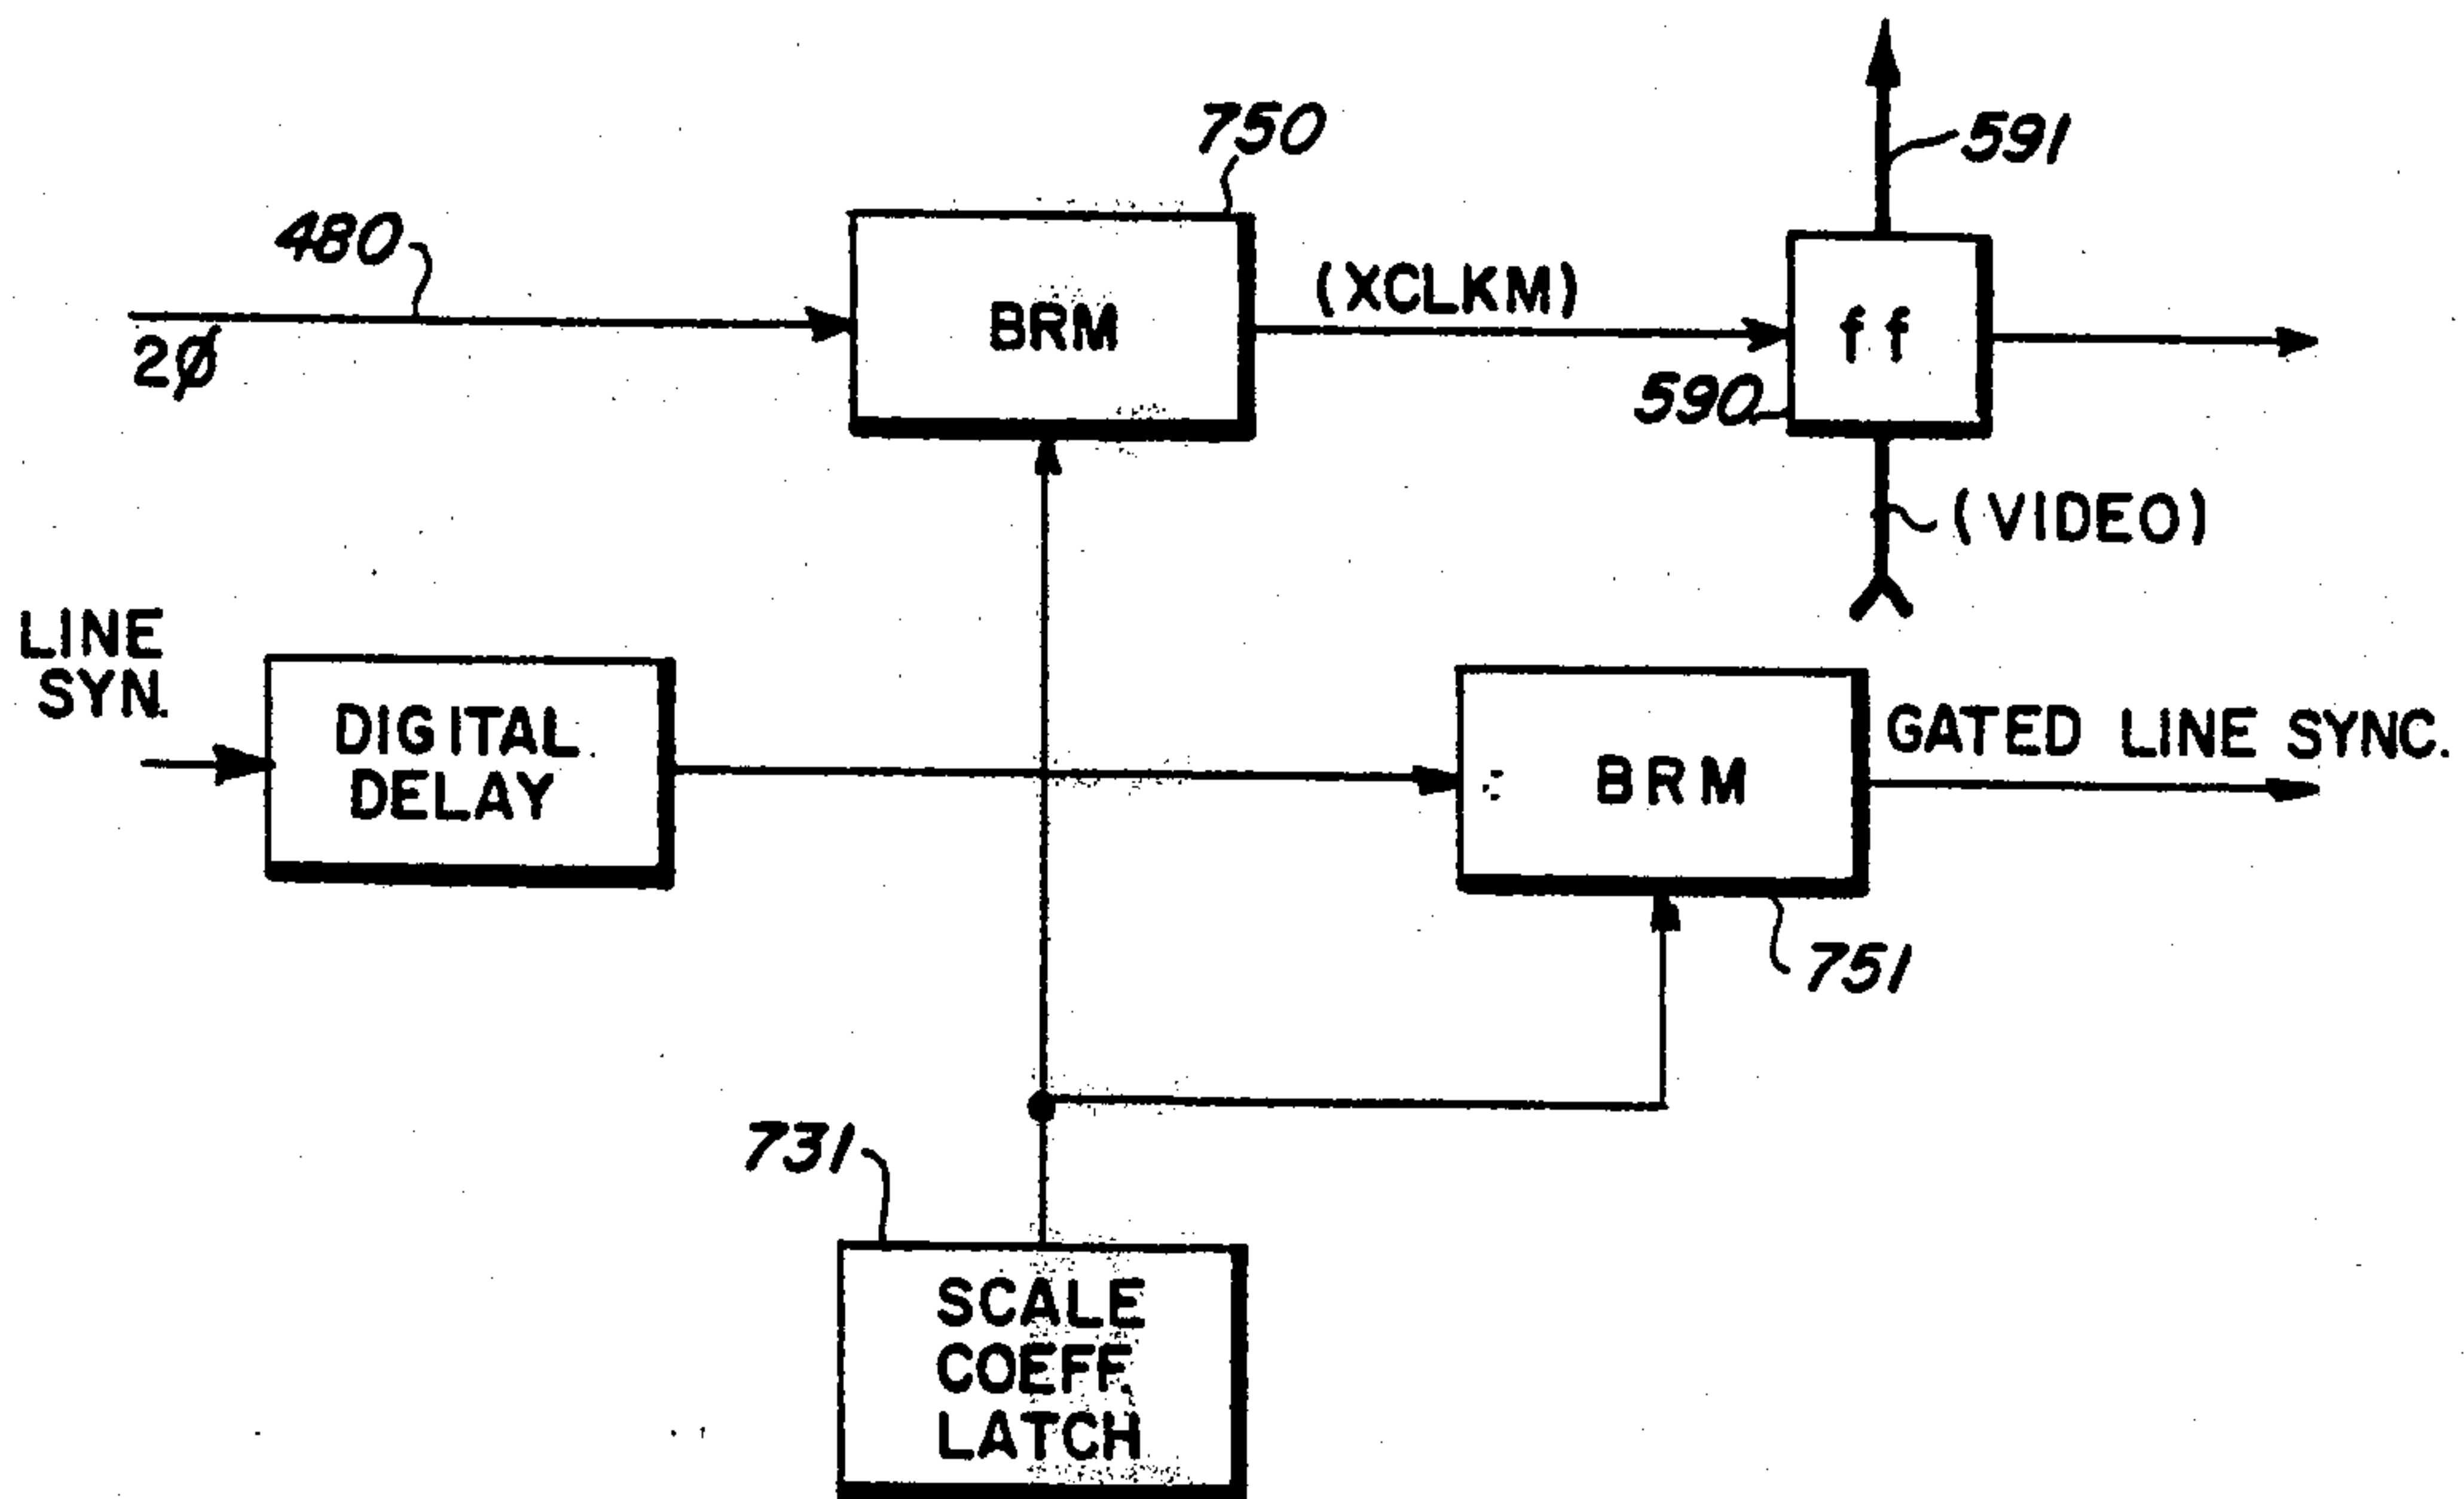 750
591
480
(XCLKM)
BRM
ff
2ø
590
(VIDEO)
LINE
SYN.
DIGITAL
DELAY
BRM
GATED LINE SYNC.
751
731
SCALE
COEFF.
LATCH